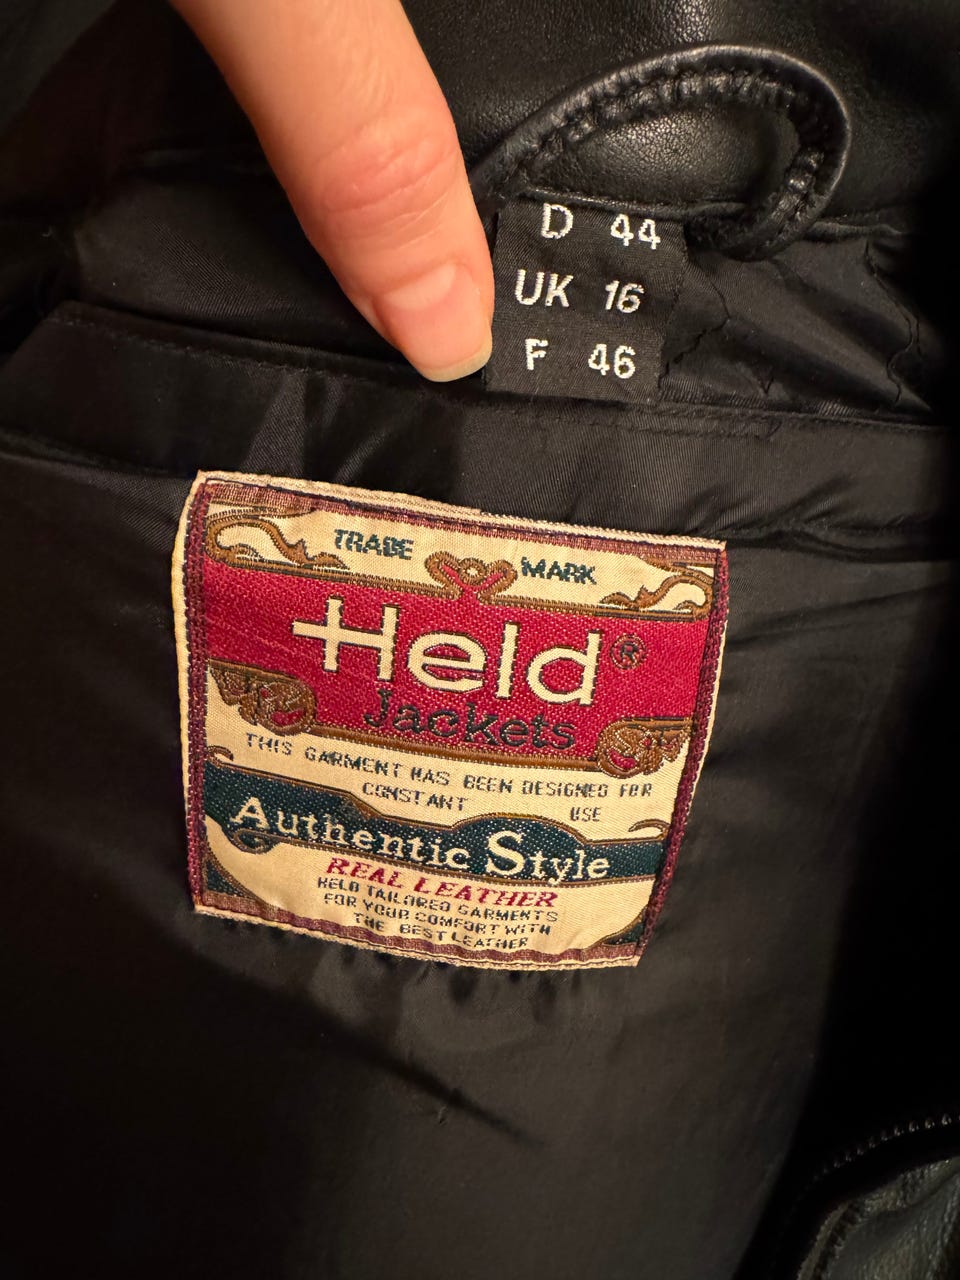 D 44
UK 16
F 46
TRADE MARK
Held®
Jackets
THIS GARMENT HAS BEEN DESIGNED FOR
CONSTANT USE
Authentic Style
REAL LEATHER
HELD TAILORED GARMENTS
FOR YOUR COMFORT WITH
THE BEST LEATHER